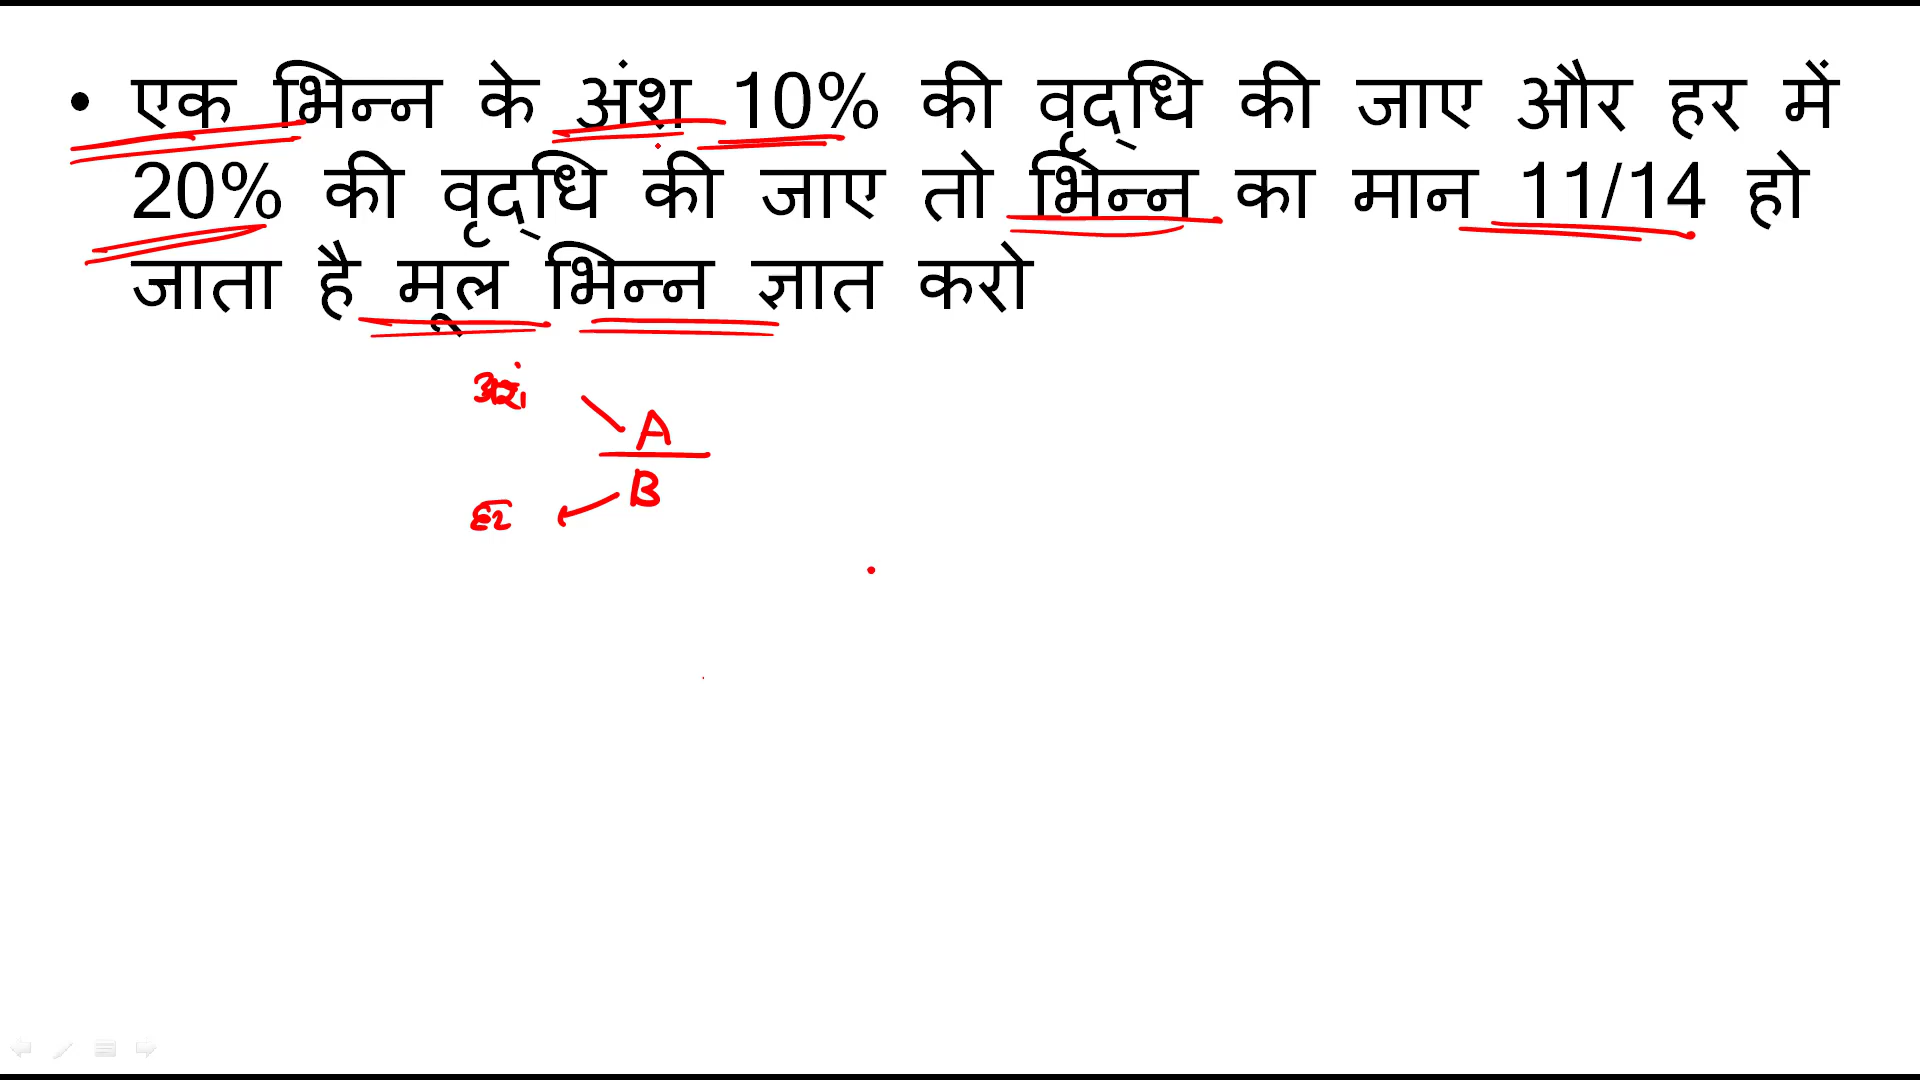 • एक भिन्न के अंश 10% की वृद्धि की जाए और हर में
20% की वृद्धि की जाए तो भिन्न का मान 11/14 हो
जाता है मूल भिन्न ज्ञात करो
अंश
A
B
हर